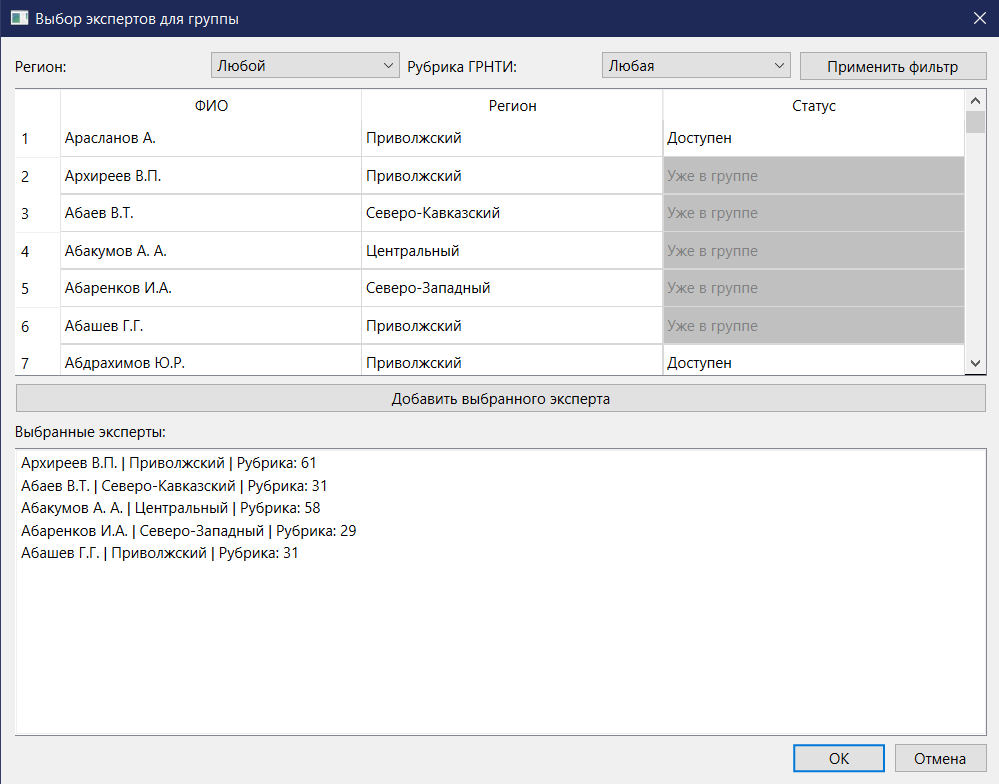 Выбор экспертов для группы
Регион: Любой Рубрика ГРНТИ: Любая Применить фильтр
ФИО Регион Статус
1 Арасланов А. Приволжский Доступен
2 Архиреев В.П. Приволжский Уже в группе
3 Абаев В.Т. Северо-Кавказский Уже в группе
4 Абакумов А. А. Центральный Уже в группе
5 Абаренков И.А. Северо-Западный Уже в группе
6 Абашев Г.Г. Приволжский Уже в группе
7 Абдрахимов Ю.Р. Приволжский Доступен
Добавить выбранного эксперта
Выбранные эксперты:
Архиреев В.П. | Приволжский | Рубрика: 61
Абаев В.Т. | Северо-Кавказский | Рубрика: 31
Абакумов А. А. | Центральный | Рубрика: 58
Абаренков И.А. | Северо-Западный | Рубрика: 29
Абашев Г.Г. | Приволжский | Рубрика: 31
OK Отмена